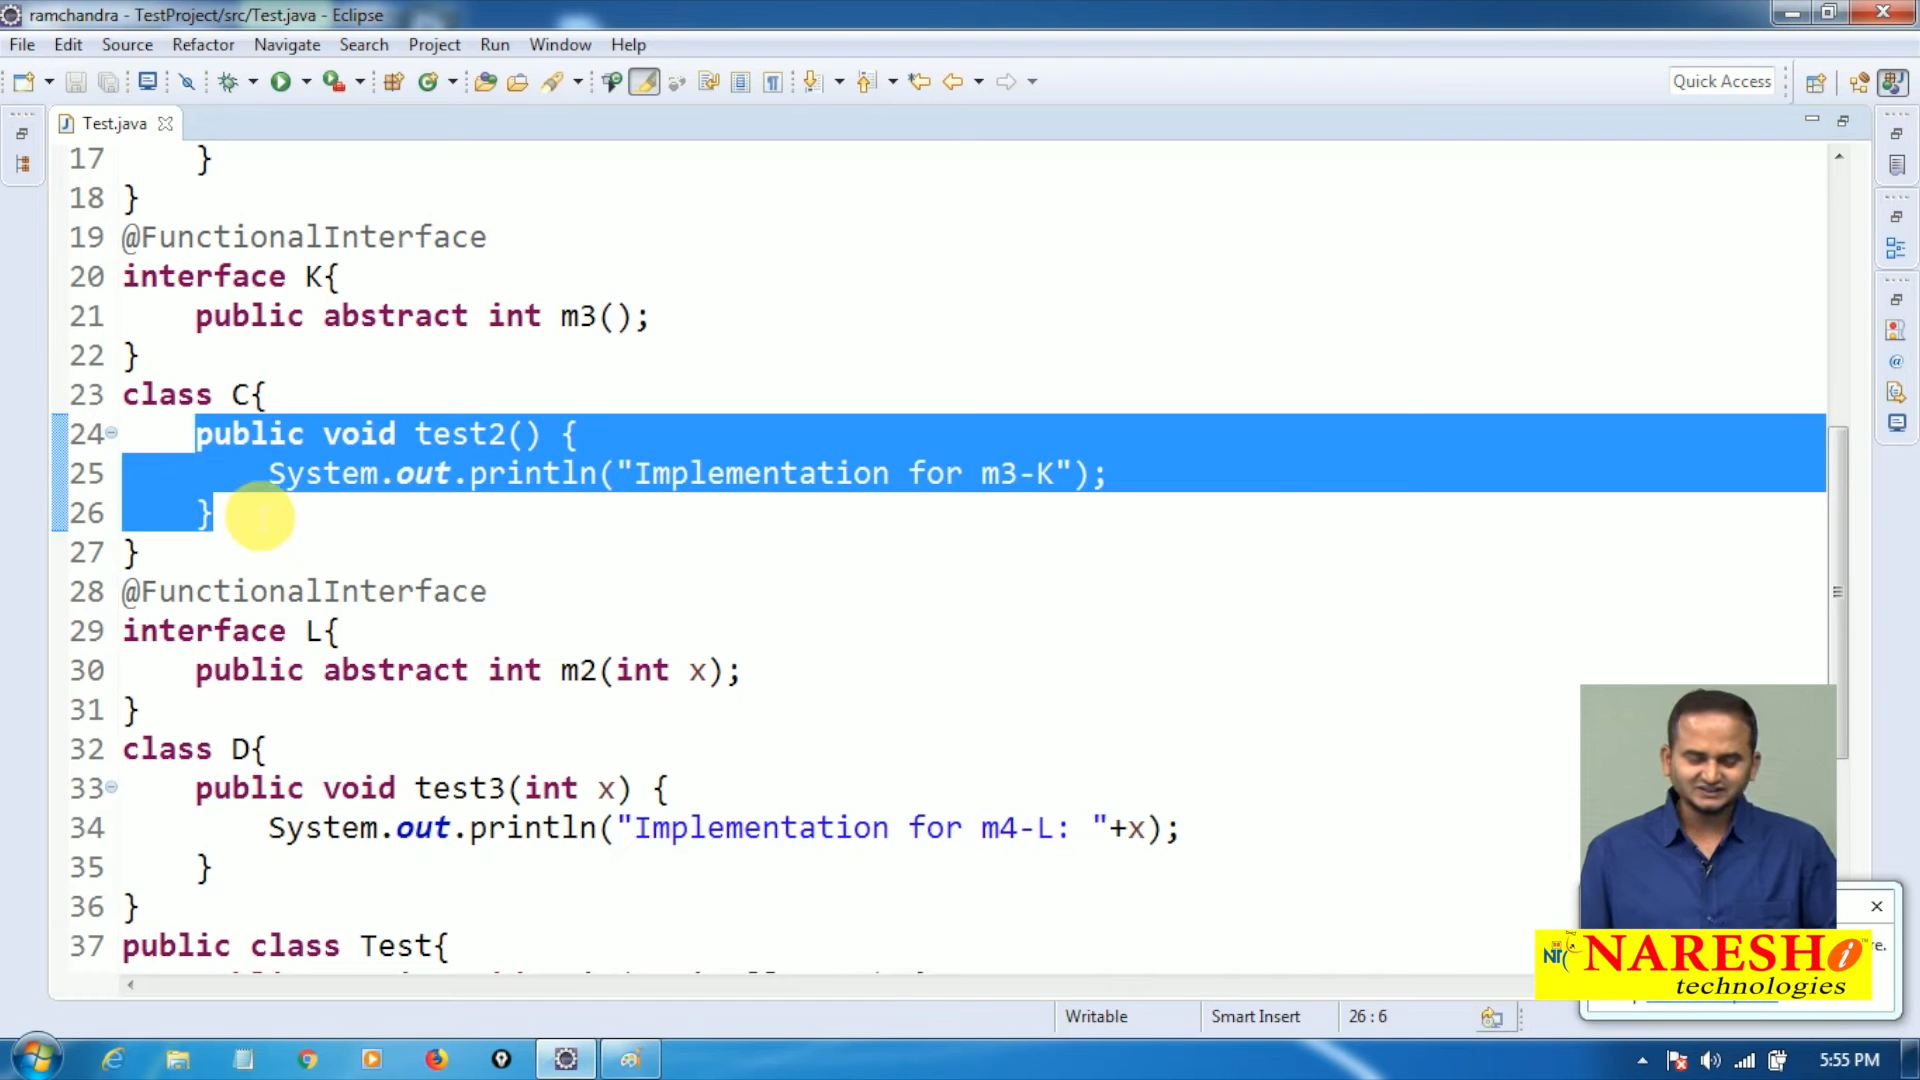 ramchandra - TestProject/src/Test.java - Eclipse
File Edit Source Refactor Navigate Search Project Run Window Help
Quick Access
Test.java
17 }
18 }
19 @FunctionalInterface
20 interface K{
21 public abstract int m3();
22 }
23 class C{
24 public void test2() {
25 System.out.println("Implementation for m3-K");
26 }
27 }
28 @FunctionalInterface
29 interface L{
30 public abstract int m2(int x);
31 }
32 class D{
33 public void test3(int x) {
34 System.out.println("Implementation for m4-L: "+x);
35 }
36 }
37 public class Test{
re.
NARESH i
technologies
Writable Smart Insert 26 : 6
5:55 PM